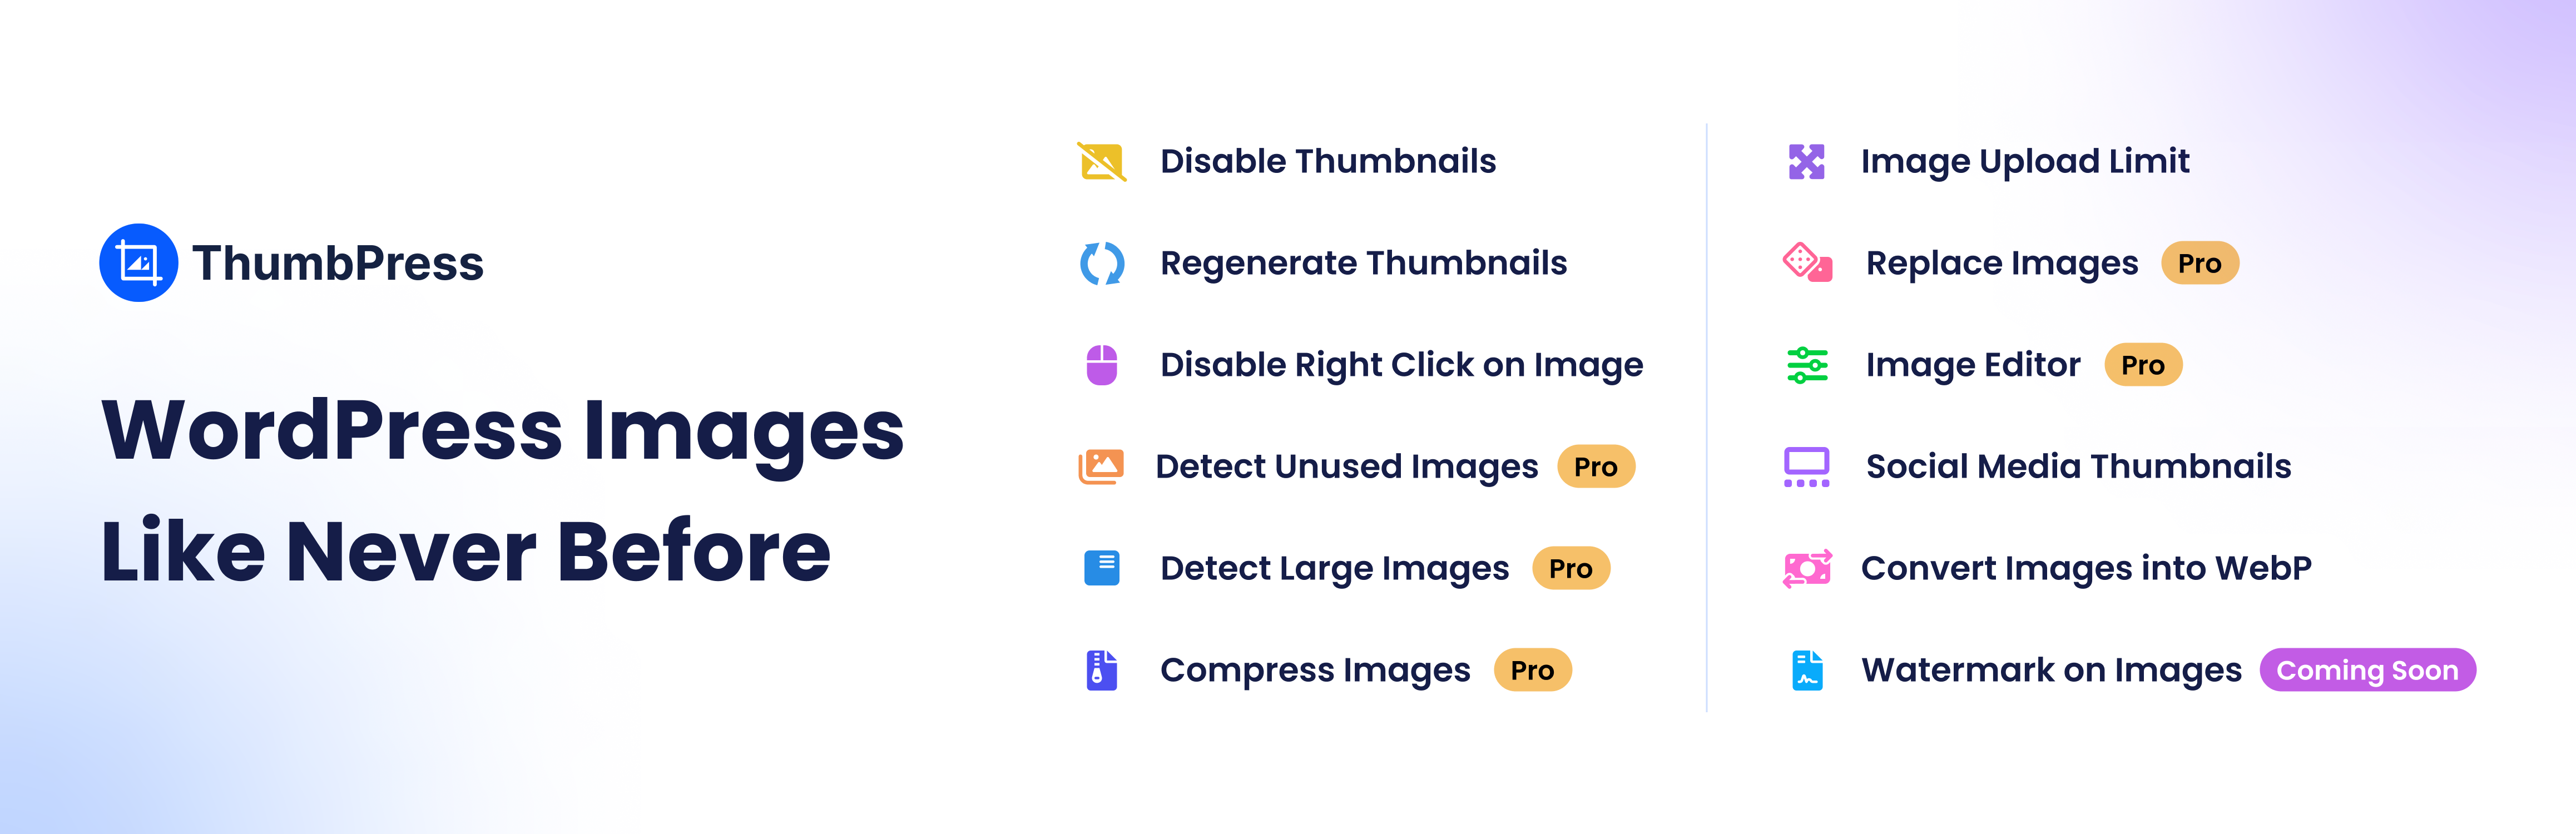 ThumbPress
WordPress Images
Like Never Before
Disable Thumbnails
Regenerate Thumbnails
Disable Right Click on Image
Detect Unused Images Pro
Detect Large Images Pro
Compress Images Pro
Image Upload Limit
Replace Images Pro
Image Editor Pro
Social Media Thumbnails
Convert Images into WebP
Watermark on Images Coming Soon